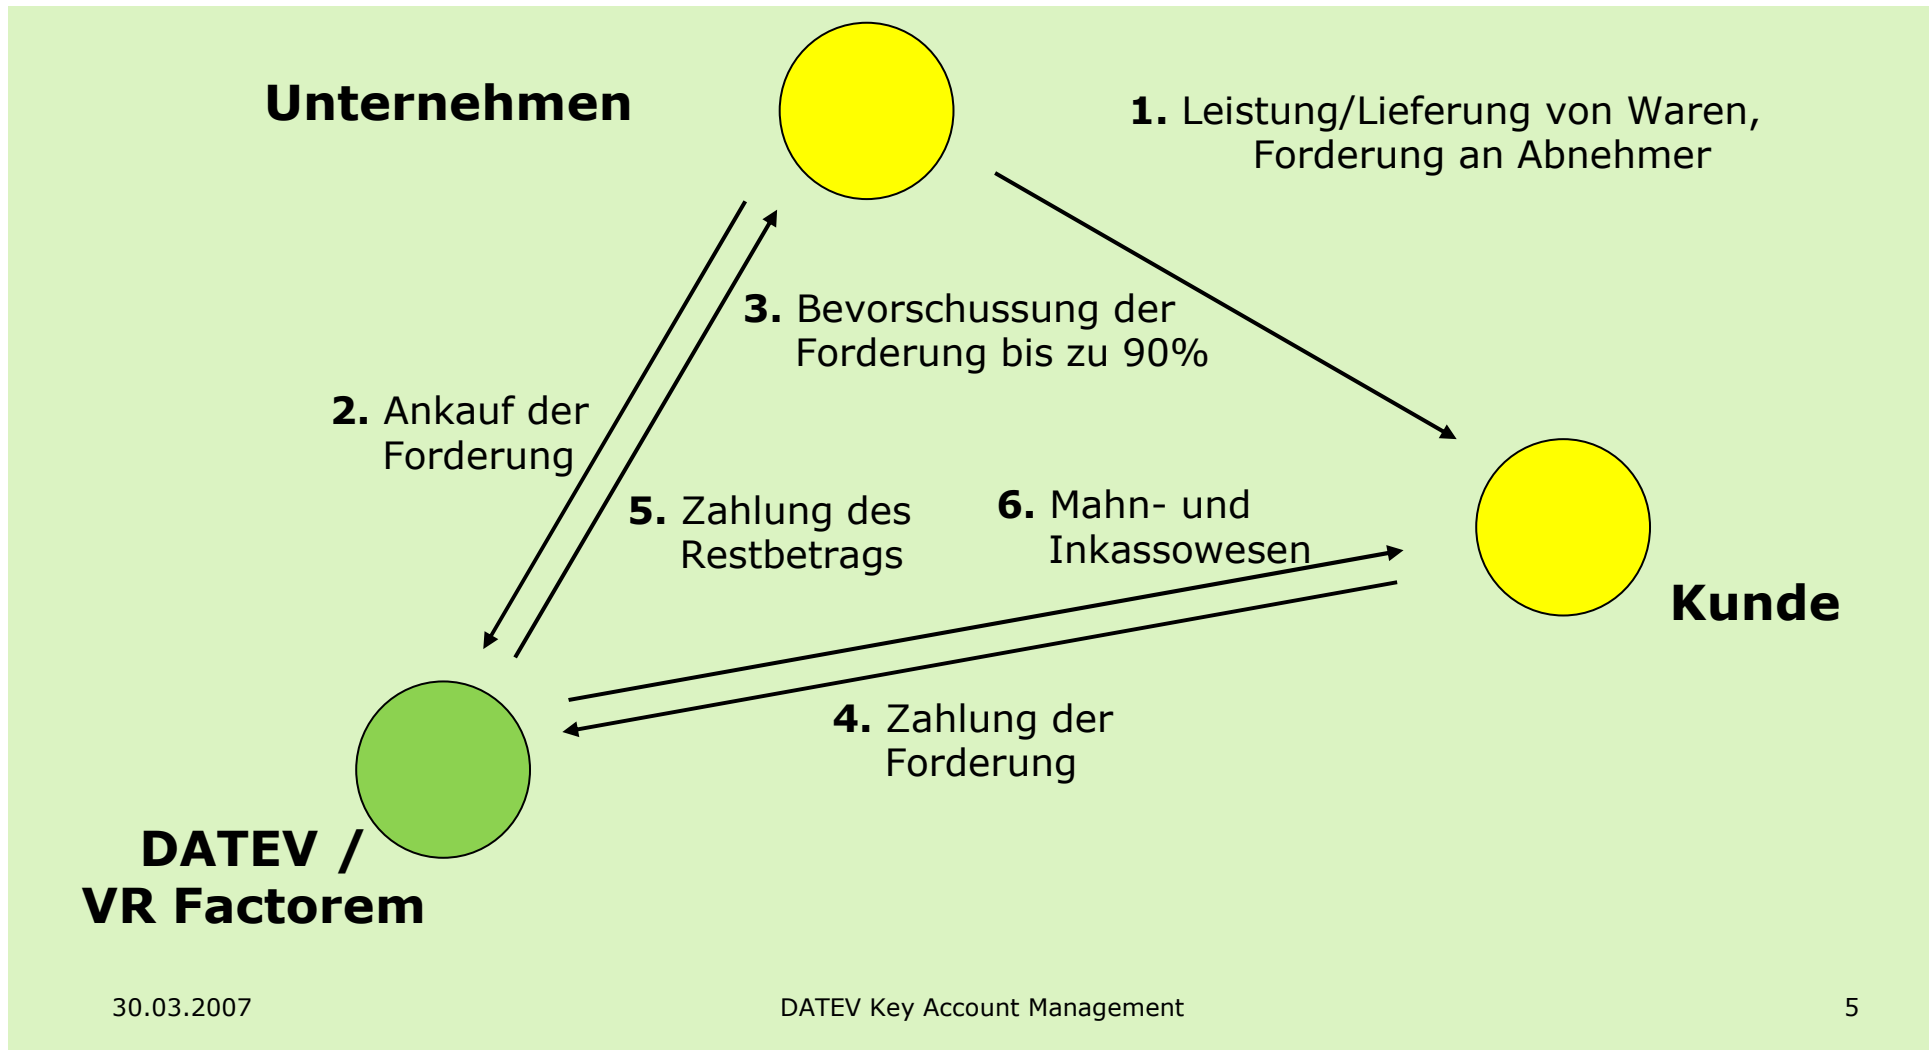 Unternehmen
1. Leistung/Lieferung von Waren,
Forderung an Abnehmer
3. Bevorschussung der
Forderung bis zu 90%
2. Ankauf der
Forderung
5. Zahlung des
Restbetrags
6. Mahn- und
Inkassowesen
Kunde
4. Zahlung der
Forderung
DATEV /
VR Factorem
30.03.2007
DATEV Key Account Management
5